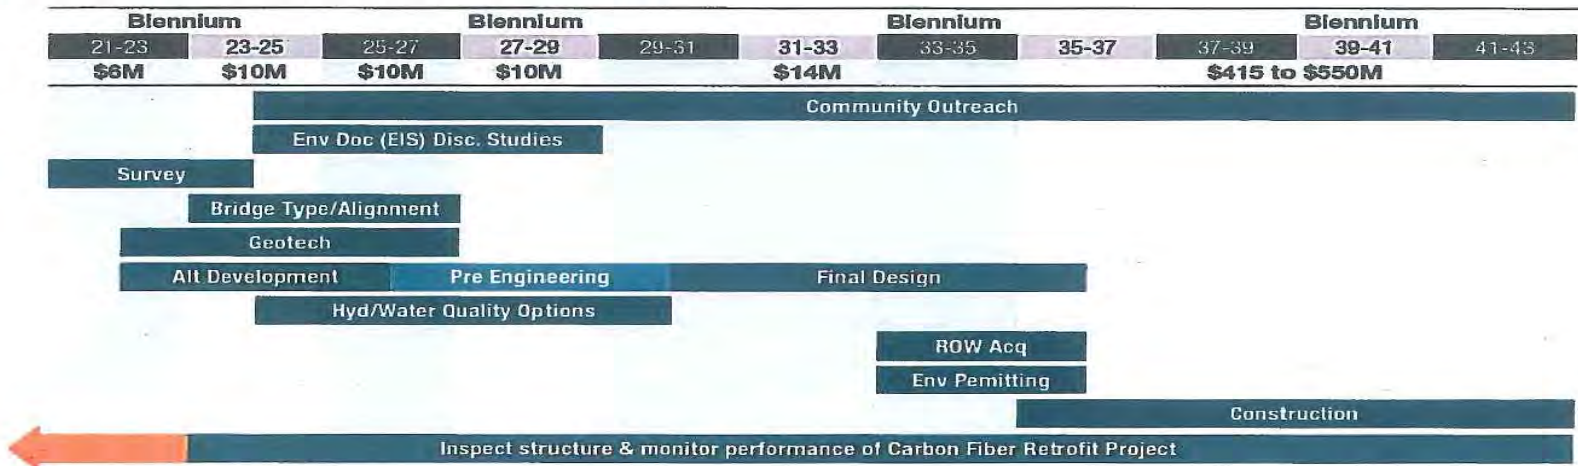 Biennium Biennium Biennium Biennium
21-23 23-25 25-27 27-29 29-31 31-33 33-35 35-37 37-39 39-41 41-43
$6M $10M $10M $10M $14M $415 to $550M
Community Outreach
Env Doc (EIS) Disc. Studies
Survey
Bridge Type/Alignment
Geotech
Alt Development Pre Engineering Final Design
Hyd/Water Quality Options
ROW Acq
Env Pemitting
Construction
Inspect structure & monitor performance of Carbon Fiber Retrofit Project